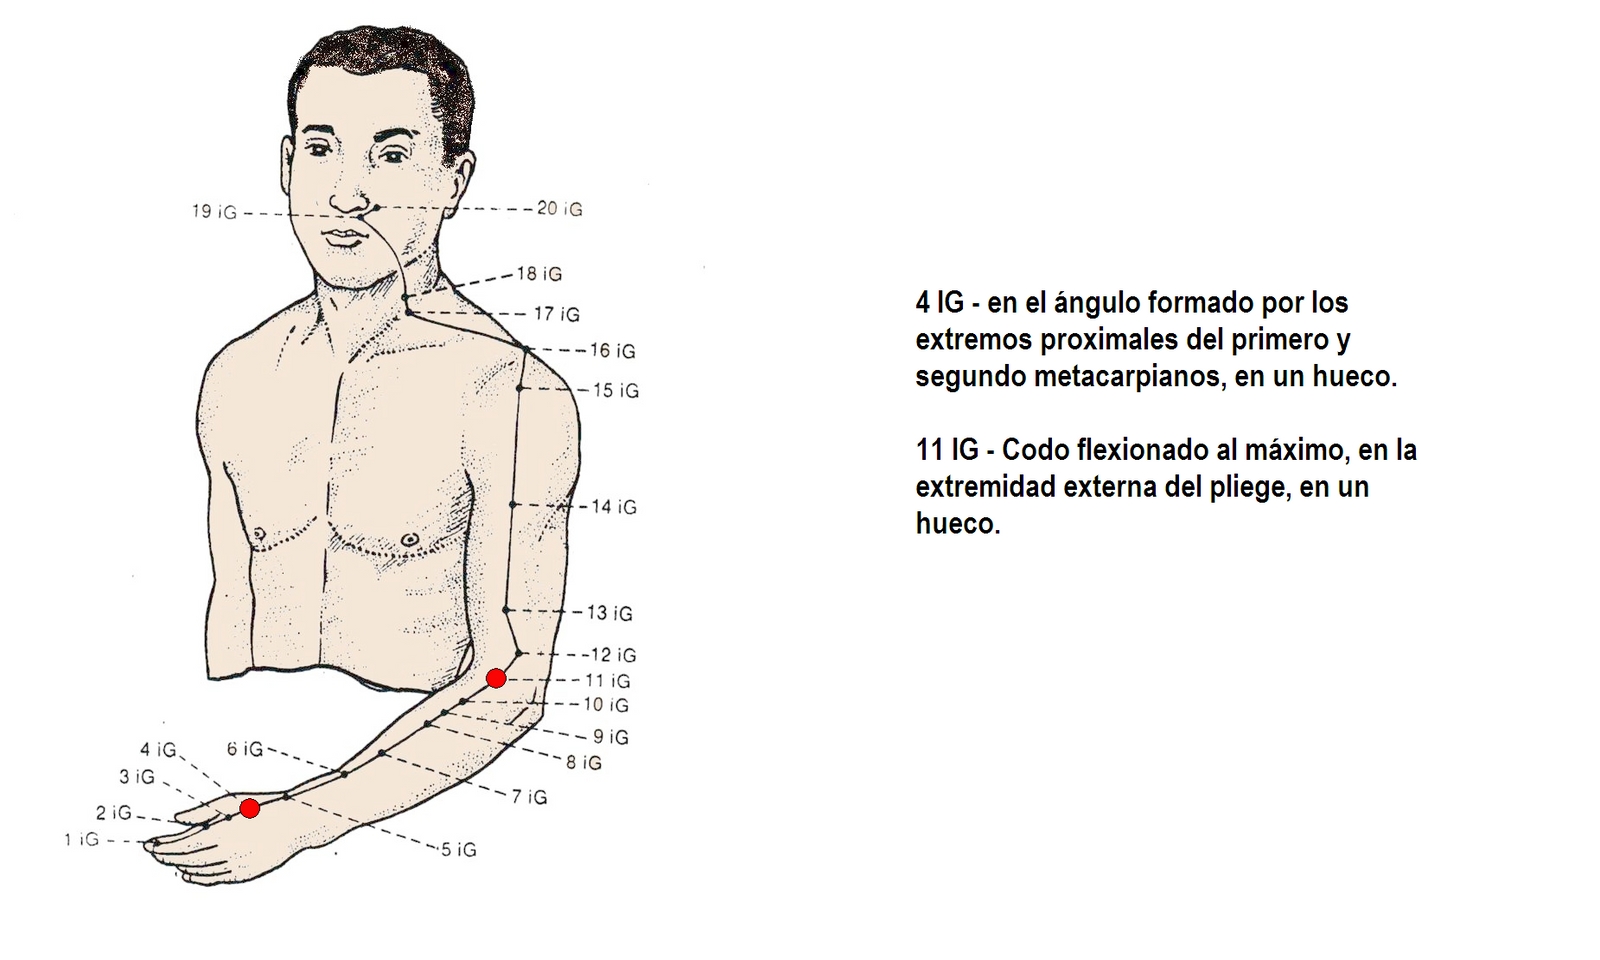 19 iG
20 iG
18 iG
17 iG
16 iG
15 iG
14 iG
13 iG
12 iG
11 iG
10 iG
9 iG
8 iG
7 iG
6 iG
5 iG
4 iG
3 iG
2 iG
1 iG
4 IG - en el ángulo formado por los
extremos proximales del primero y
segundo metacarpianos, en un hueco.
11 IG - Codo flexionado al máximo, en la
extremidad externa del pliege, en un
hueco.